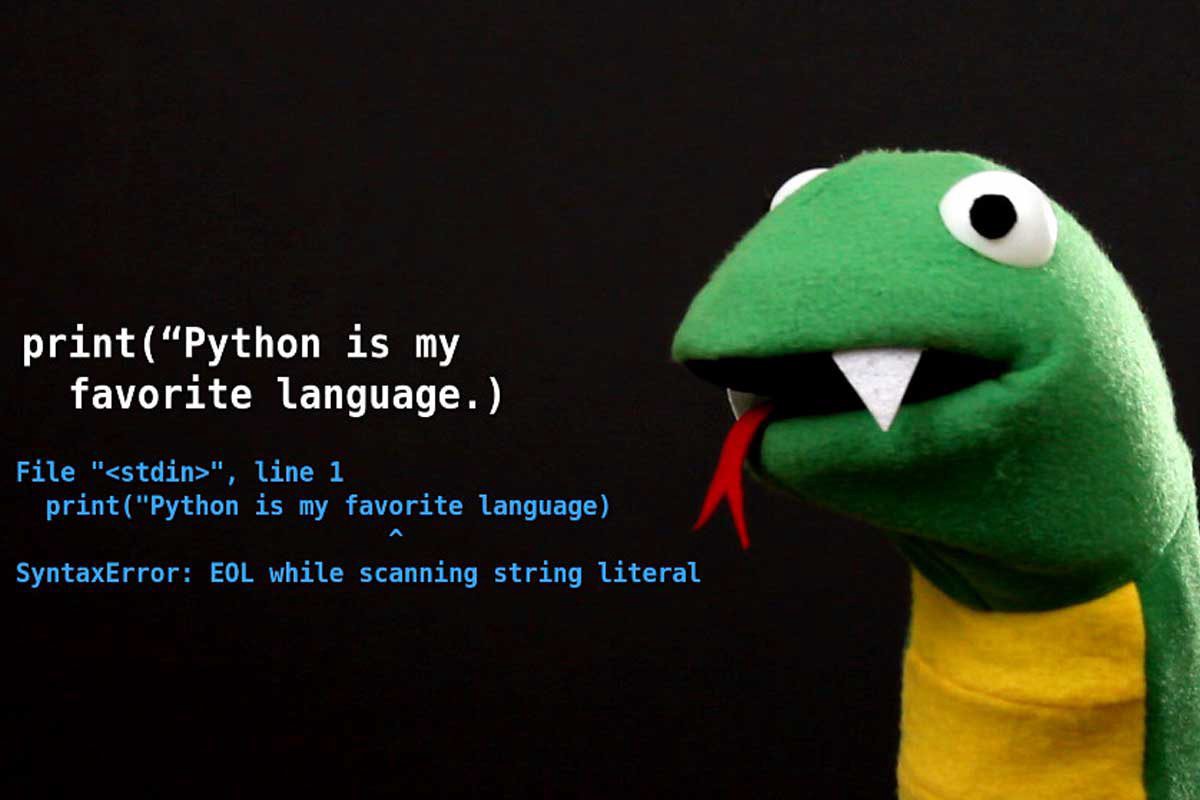 print(“Python is my
favorite language.)
File "<stdin>", line 1
print("Python is my favorite language)
^
SyntaxError: EOL while scanning string literal